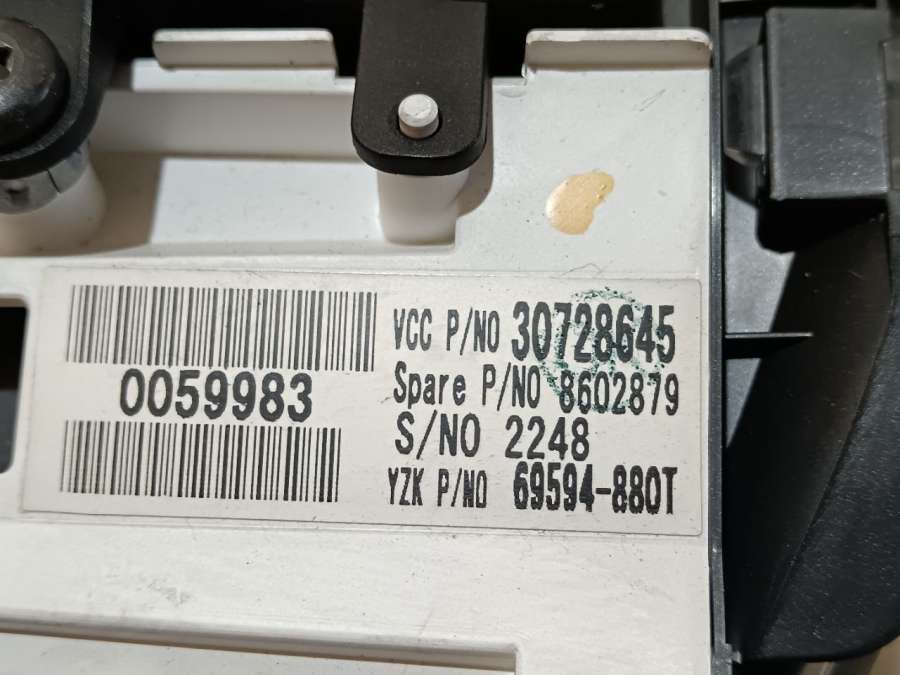 0059983
VCC P/NO 30728645
Spare P/NO 8602879
S/NO 2248
YZK P/NO 69594-880T